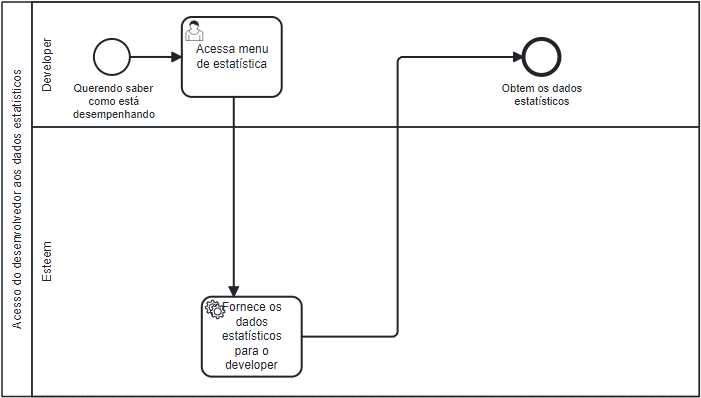 Acesso do desenvolvedor aos dados estatísticos
Developer
Acessa menu
de estatística
Querendo saber
como está
desempenhando
Obtem os dados
estatísticos
Esteem
Fornece os
dados
estatísticos
para o
developer